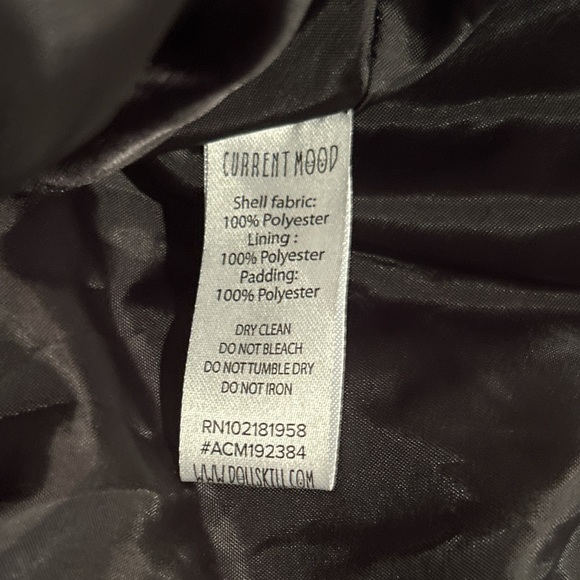 CURRENT MOOD
Shell fabric:
100% Polyester
Lining :
100% Polyester
Padding:
100% Polyester
DRY CLEAN
DO NOT BLEACH
DO NOT TUMBLE DRY
DO NOT IRON
RN102181958
#ACM192384
WWW.DOLLSKILL.COM